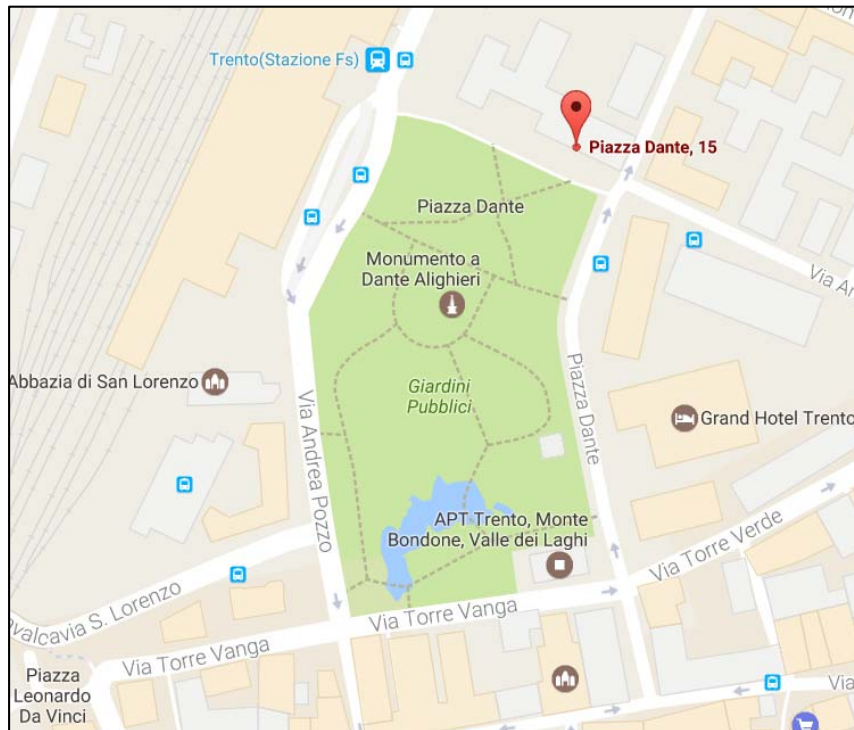 Trento(Stazione Fs)
Piazza Dante, 15
Piazza Dante
Monumento a
Dante Alighieri
Via An
Abbazia di San Lorenzo
Giardini
Pubblici
Piazza Dante
Grand Hotel Trento
Via Andrea Pozzo
APT Trento, Monte
Bondone, Valle dei Laghi
Via Torre Verde
avalcavia S. Lorenzo
Via Torre Vanga
Via Torre Vanga
Piazza
Leonardo
Da Vinci
Via